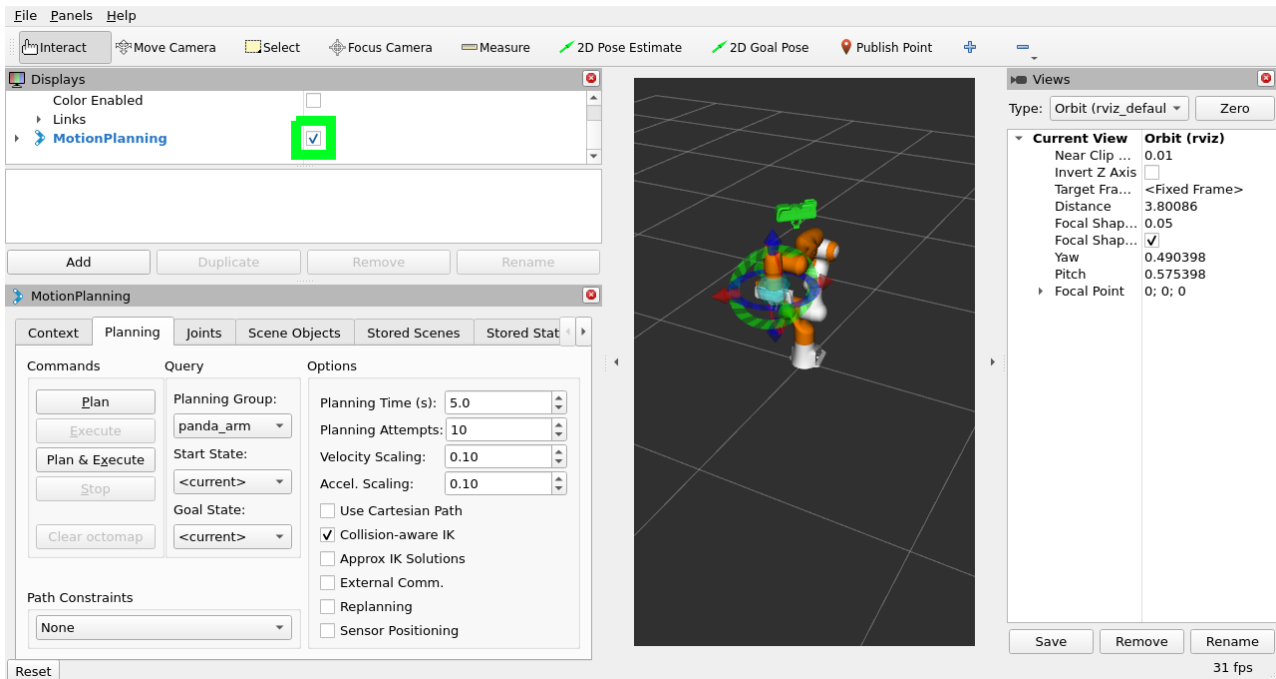 File Panels Help
Interact Move Camera Select Focus Camera Measure 2D Pose Estimate 2D Goal Pose Publish Point
Displays
Color Enabled
Links
MotionPlanning
Add Duplicate Remove Rename
MotionPlanning
Context Planning Joints Scene Objects Stored Scenes Stored Stat
Commands
Plan
Execute
Plan & Execute
Stop
Clear octomap
Query
Planning Group:
panda_arm
Start State:
<current>
Goal State:
<current>
Options
Planning Time (s): 5.0
Planning Attempts: 10
Velocity Scaling: 0.10
Accel. Scaling: 0.10
Use Cartesian Path
Collision-aware IK
Approx IK Solutions
External Comm.
Replanning
Sensor Positioning
Path Constraints
None
Reset
Views
Type: Orbit (rviz_defaul Zero
Current View Orbit (rviz)
Near Clip ... 0.01
Invert Z Axis
Target Fra... <Fixed Frame>
Distance 3.80086
Focal Shap... 0.05
Focal Shap...
Yaw 0.490398
Pitch 0.575398
Focal Point 0; 0; 0
Save Remove Rename
31 fps